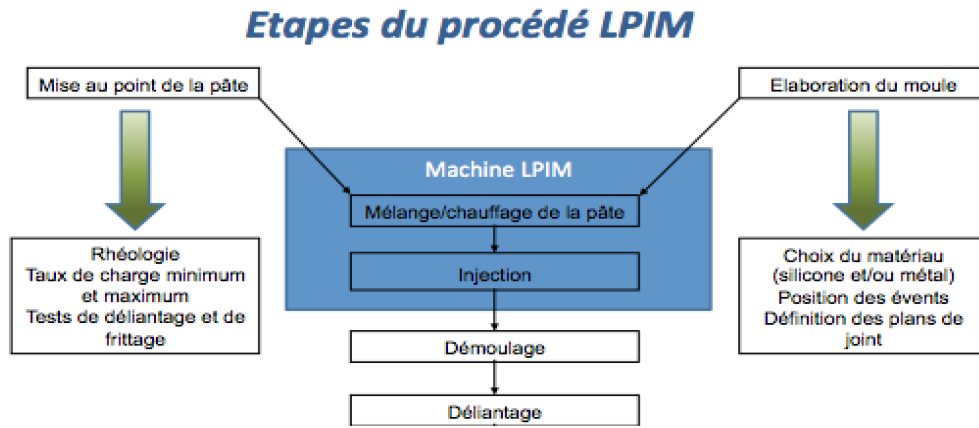 Etapes du procédé LPIM
Mise au point de la pâte
Elaboration du moule
Machine LPIM
Mélange/chauffage de la pâte
Injection
Rhéologie
Taux de charge minimum
et maximum
Tests de déliantage et de
frittage
Choix du matériau
(silicone et/ou métal)
Position des évents
Définition des plans de
joint
Démoulage
Déliantage